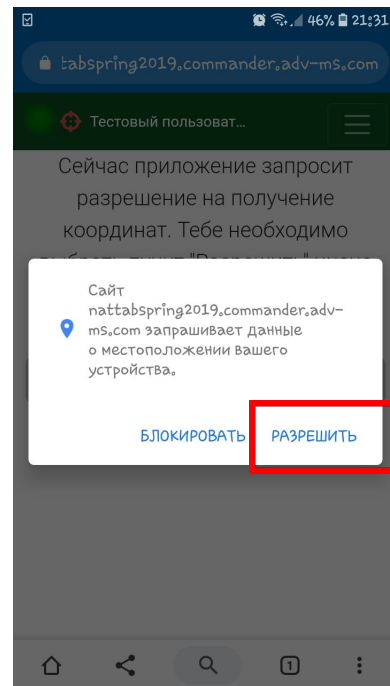 46% 21:31
tabspring2019.commander.adv-ms.com
Тестовый пользоват...
Сейчас приложение запросит
разрешение на получение
координат. Тебе необходимо
Сайт
nattabspring2019.commander.adv-
ms.com запрашивает данные
о местоположении вашего
устройства.
БЛОКИРОВАТЬ РАЗРЕШИТЬ
1